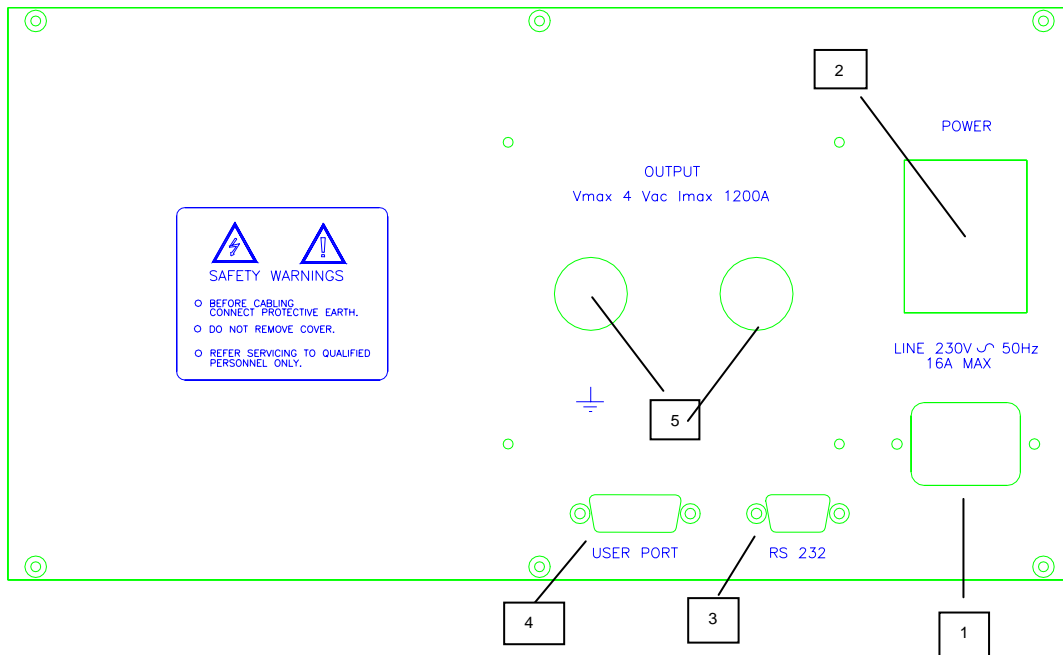 2
POWER
OUTPUT
Vmax 4 Vac Imax 1200A
SAFETY WARNINGS
BEFORE CABLING
CONNECT PROTECTIVE EARTH.
DO NOT REMOVE COVER.
REFER SERVICING TO QUALIFIED
PERSONNEL ONLY.
LINE 230V 50Hz
16A MAX
5
USER PORT
RS 232
4
3
1